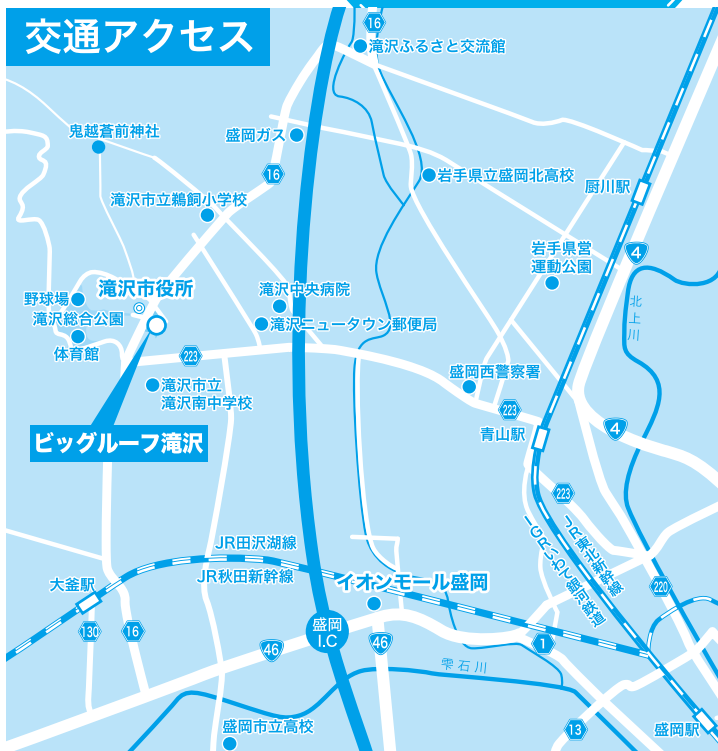 交通アクセス
16
滝沢ふるさと交流館
鬼越蒼前神社
盛岡ガス
16
岩手県立盛岡北高校
厨川駅
滝沢市立鵜飼小学校
4
岩手県営
運動公園
滝沢市役所
野球場
滝沢総合公園
体育館
滝沢中央病院
滝沢ニュータウン郵便局
北上川
223
盛岡西警察署
滝沢市立
滝沢南中学校
223
4
ビッグルーフ滝沢
青山駅
223
JR東北新幹線
IGRいわて銀河鉄道
JR田沢湖線
JR秋田新幹線
イオンモール盛岡
大釜駅
220
130
16
盛岡
I.C
46
46
1
雫石川
盛岡市立高校
13
盛岡駅